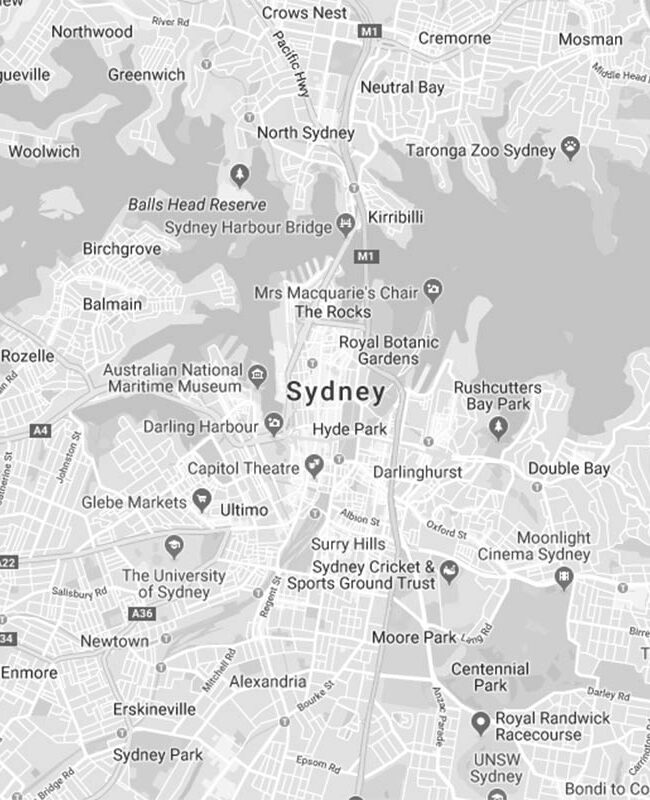 Crows Nest
Northwood
River Rd
M1
Cremorne
Mosman
gueville
Greenwich
Pacific Hwy
Neutral Bay
Middle Head
North Sydney
Woolwich
Taronga Zoo Sydney
Balls Head Reserve
Kirribilli
Sydney Harbour Bridge
Birchgrove
M1
Mrs Macquarie's Chair
Balmain
The Rocks
Royal Botanic
Gardens
Rozelle
Australian National
Maritime Museum
Sydney
Rushcutters
Bay Park
Darling Harbour
Hyde Park
A4
Johnston St
Capitol Theatre
Darlinghurst
Double Bay
Glebe Markets
Ultimo
Albion St
Oxford St
Moonlight
Cinema Sydney
Surry Hills
A22
The University
of Sydney
Sydney Cricket &
Sports Ground Trust
Salisbury Rd
Regent St
A36
34
Newtown
Moore Park
Lang Rd
Enmore
Mitchell Rd
Alexandria
Bourke St
Centennial
Park
Darley Rd
Erskineville
Anzac Parade
Royal Randwick
Racecourse
Sydney Park
Epsom Rd
UNSW
Sydney
Bridge Rd
Bondi to Co